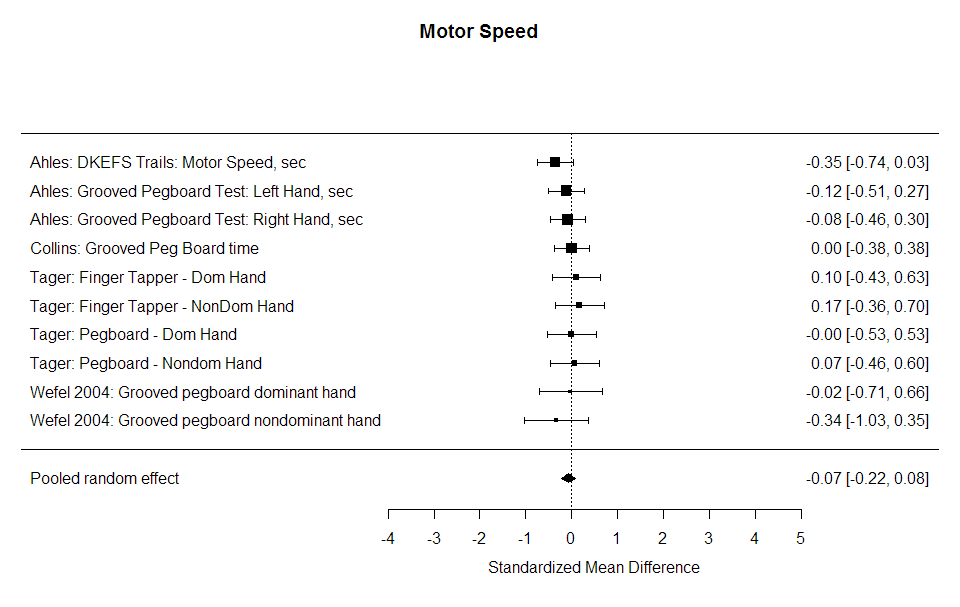 Motor Speed
Ahles: DKEFS Trails: Motor Speed, sec -0.35 [-0.74, 0.03]
Ahles: Grooved Pegboard Test: Left Hand, sec -0.12 [-0.51, 0.27]
Ahles: Grooved Pegboard Test: Right Hand, sec -0.08 [-0.46, 0.30]
Collins: Grooved Peg Board time 0.00 [-0.38, 0.38]
Tager: Finger Tapper - Dom Hand 0.10 [-0.43, 0.63]
Tager: Finger Tapper - NonDom Hand 0.17 [-0.36, 0.70]
Tager: Pegboard - Dom Hand -0.00 [-0.53, 0.53]
Tager: Pegboard - Nondom Hand 0.07 [-0.46, 0.60]
Wefel 2004: Grooved pegboard dominant hand -0.02 [-0.71, 0.66]
Wefel 2004: Grooved pegboard nondominant hand -0.34 [-1.03, 0.35]
Pooled random effect -0.07 [-0.22, 0.08]
-4 -3 -2 -1 0 1 2 3 4 5
Standardized Mean Difference